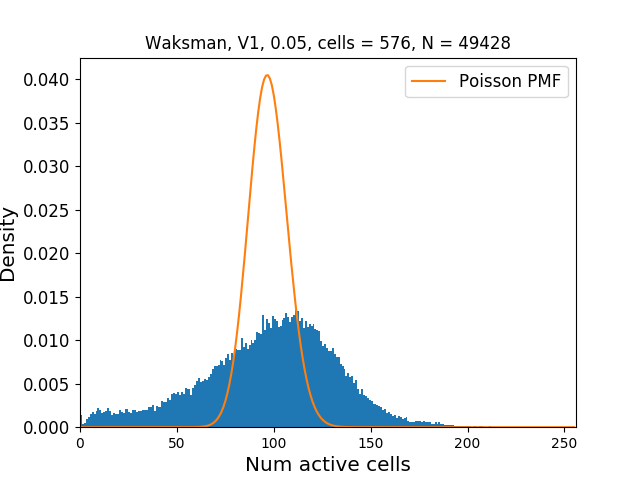 Waksman, V1, 0.05, cells = 576, N = 49428
Poisson PMF
0.040
0.035
0.030
0.025
0.020
0.015
0.010
0.005
0.000
Density
0 50 100 150 200 250
Num active cells